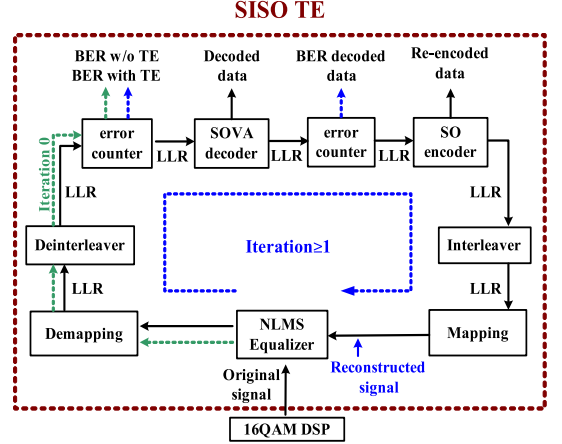 SISO TE
BER w/o TE
BER with TE
Decoded
data
BER decoded
data
Re-encoded
data
error
counter
LLR
SOVA
decoder
LLR
error
counter
LLR
SO
encoder
Iteration 0
LLR
LLR
Deinterleaver
Iteration≥1
Interleaver
LLR
LLR
Demapping
NLMS
Equalizer
Mapping
Original
signal
Reconstructed
signal
16QAM DSP